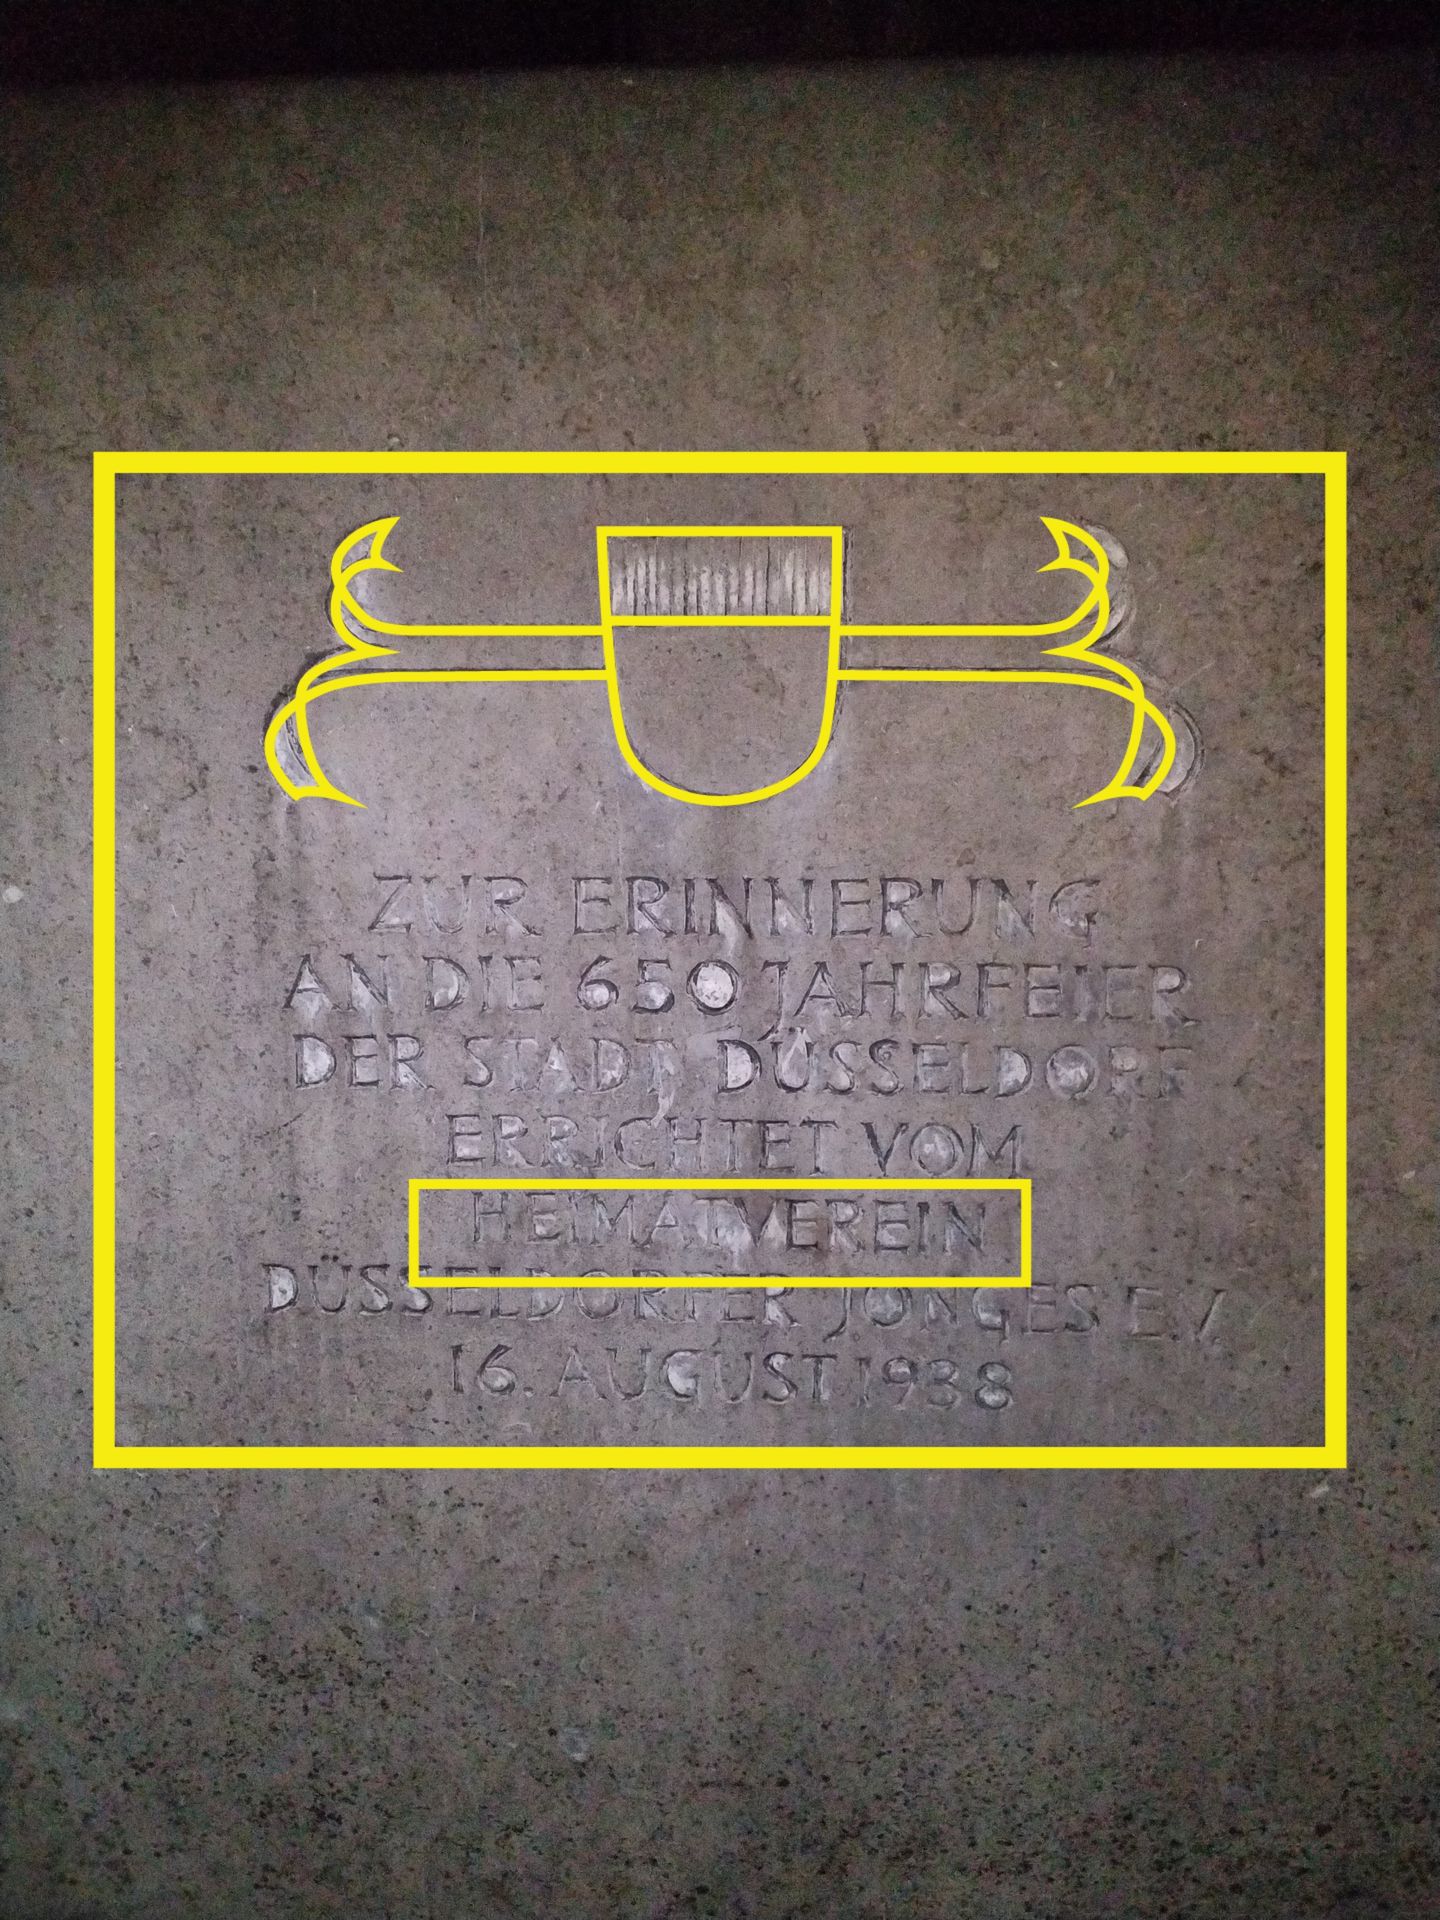 ZUR ERINNERUNG
AN DIE 650 JAHRFEIER
DER STADT DÜSSELDORF
ERRICHTET VOM
HEIMATVEREIN
DÜSSELDORFER JONGES E.V.
16. AUGUST 1938